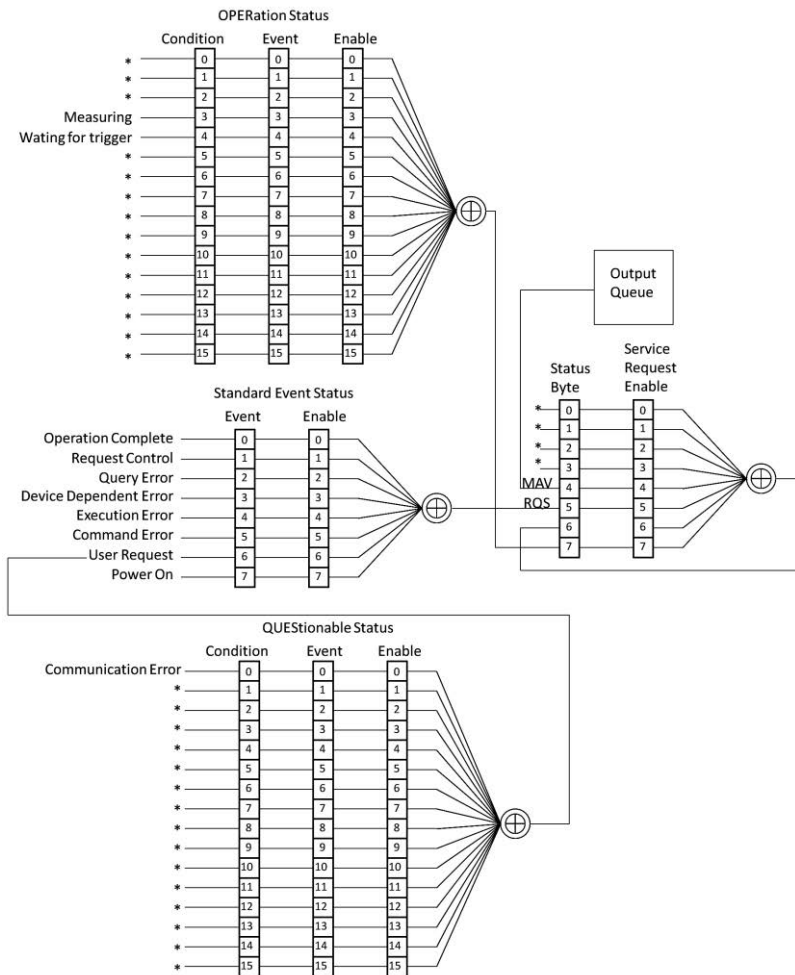 OPERation Status
Condition Event Enable
* 0 0 0
* 1 1 1
* 2 2 2
Measuring 3 3 3
Wating for trigger 4 4 4
* 5 5 5
* 6 6 6
* 7 7 7
* 8 8 8
* 9 9 9
* 10 10 10
* 11 11 11
* 12 12 12
* 13 13 13
* 14 14 14
* 15 15 15
Output
Queue
Status
Byte
Service
Request
Enable
* 0 0
* 1 1
* 2 2
* 3 3
MAV 4 4
RQS 5 5
6 6
7 7
Standard Event Status
Event Enable
Operation Complete 0 0
Request Control 1 1
Query Error 2 2
Device Dependent Error 3 3
Execution Error 4 4
Command Error 5 5
User Request 6 6
Power On 7 7
QUEStionable Status
Condition Event Enable
Communication Error 0 0 0
* 1 1 1
* 2 2 2
* 3 3 3
* 4 4 4
* 5 5 5
* 6 6 6
* 7 7 7
* 8 8 8
* 9 9 9
* 10 10 10
* 11 11 11
* 12 12 12
* 13 13 13
* 14 14 14
* 15 15 15